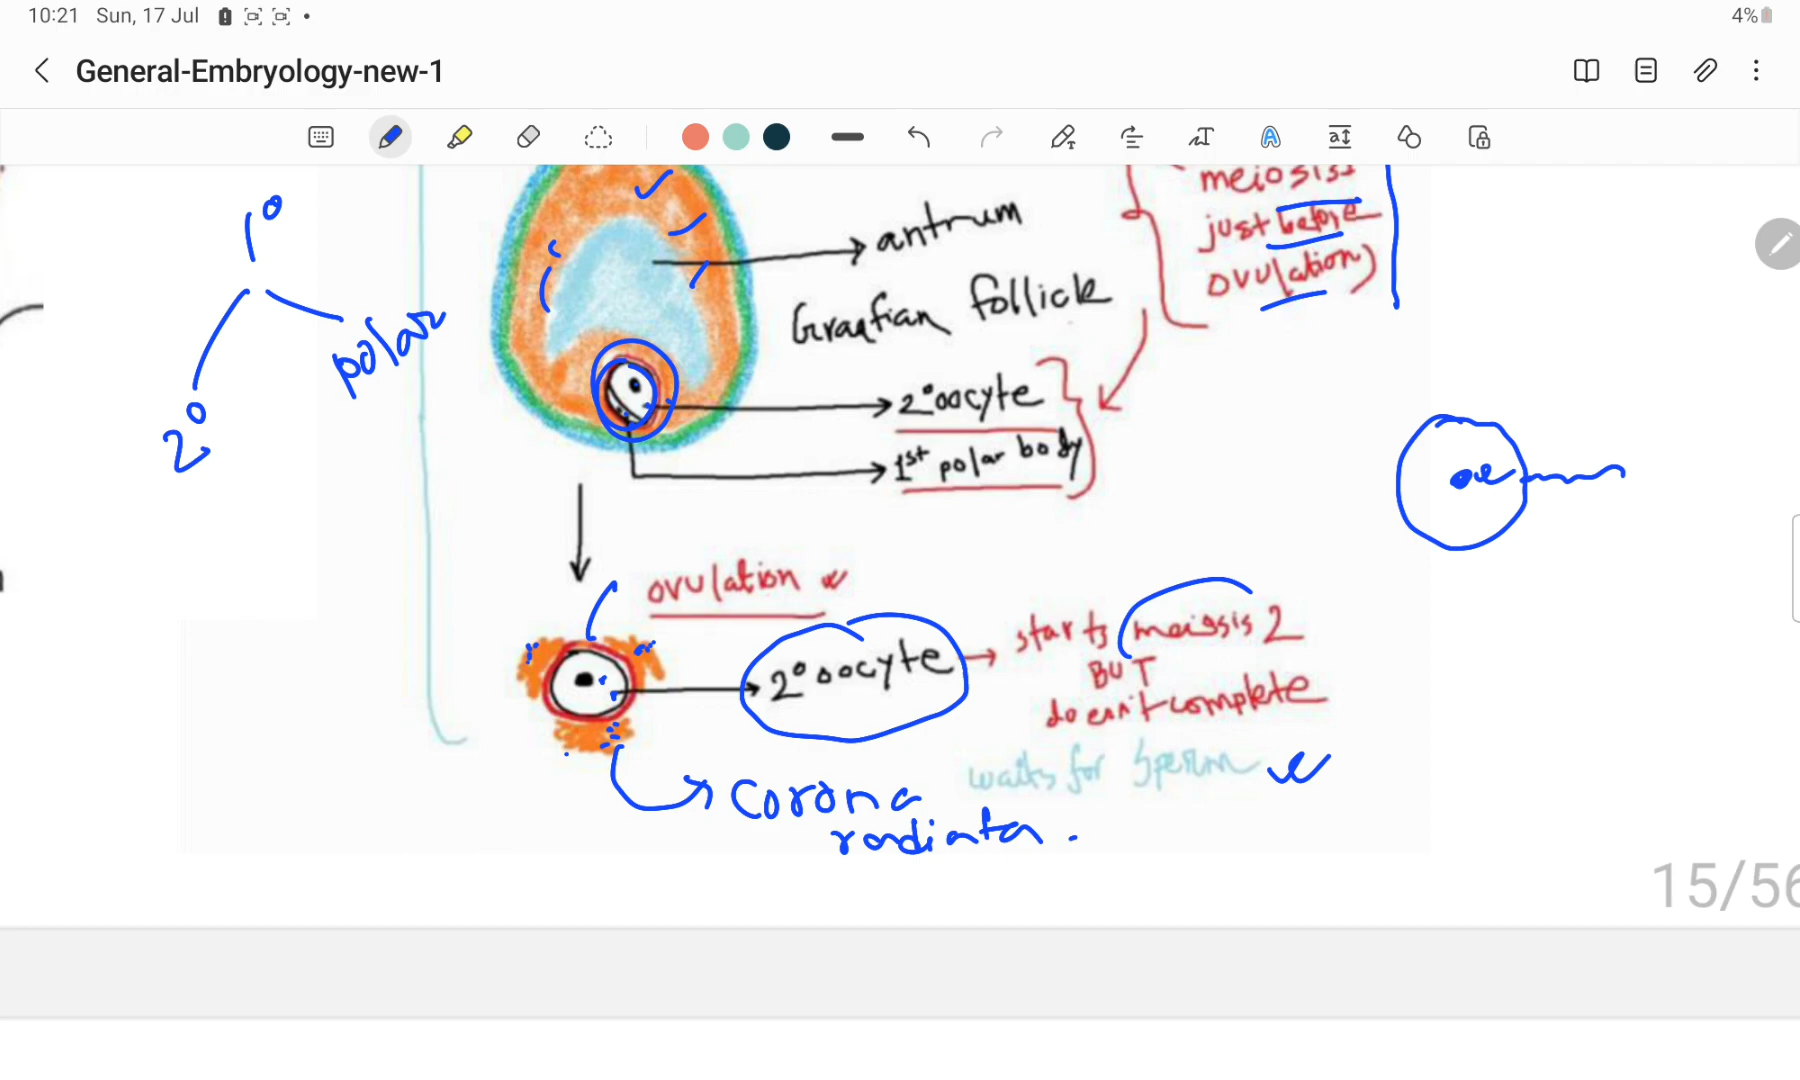 10:21 Sun, 17 Jul
4%
General-Embryology-new-1
meiosis1
just before
ovulation)
1°
polar
2°
antrum
Graafian follicle
2°oocyte
1st polar body
ovulation
2°oocyte
starts meiosis 2
BUT
doesn't complete
waits for sperm
Corona
radiata.
15/56